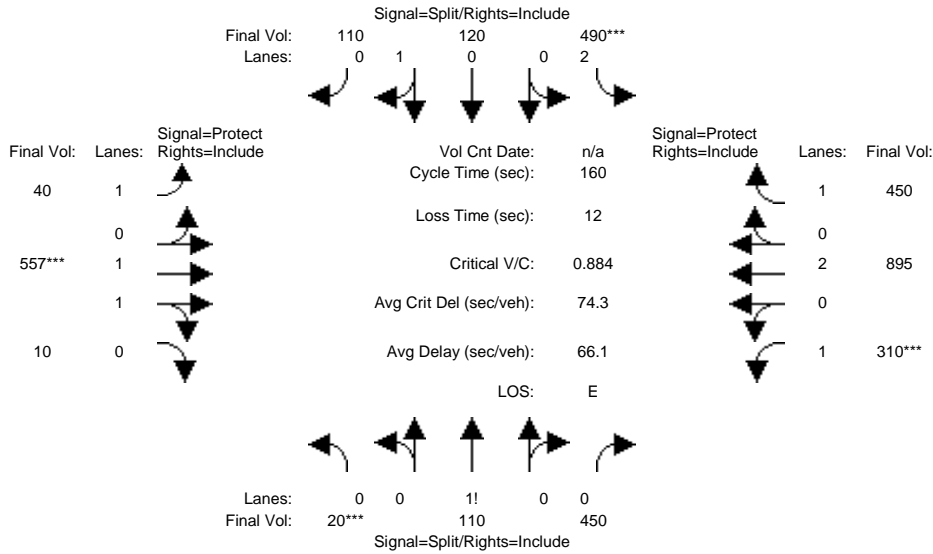 Signal=Split/Rights=Include
Final Vol: 110 120 490***
Lanes: 0 1 0 0 2
Signal=Protect Signal=Protect
Final Vol: Lanes: Rights=Include Vol Cnt Date: n/a Rights=Include Lanes: Final Vol:
Cycle Time (sec): 160
40 1 1 450
Loss Time (sec): 12
0 0
557*** 1 Critical V/C: 0.884 2 895
1 Avg Crit Del (sec/veh): 74.3 0
10 0 Avg Delay (sec/veh): 66.1 1 310***
LOS: E
Lanes: 0 0 1! 0 0
Final Vol: 20*** 110 450
Signal=Split/Rights=Include